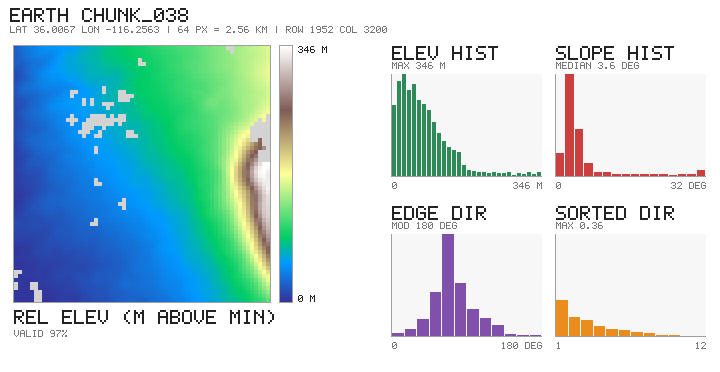 EARTH CHUNK_038
LAT 36.0067 LON -116.2563 | 64 PX = 2.56 KM | ROW 1952 COL 3200
346 M
0 M
REL ELEV (M ABOVE MIN)
VALID 97%
ELEV HIST
MAX 346 M
0 346 M
SLOPE HIST
MEDIAN 3.6 DEG
0 32 DEG
EDGE DIR
MOD 180 DEG
0 180 DEG
SORTED DIR
MAX 0.36
1 12